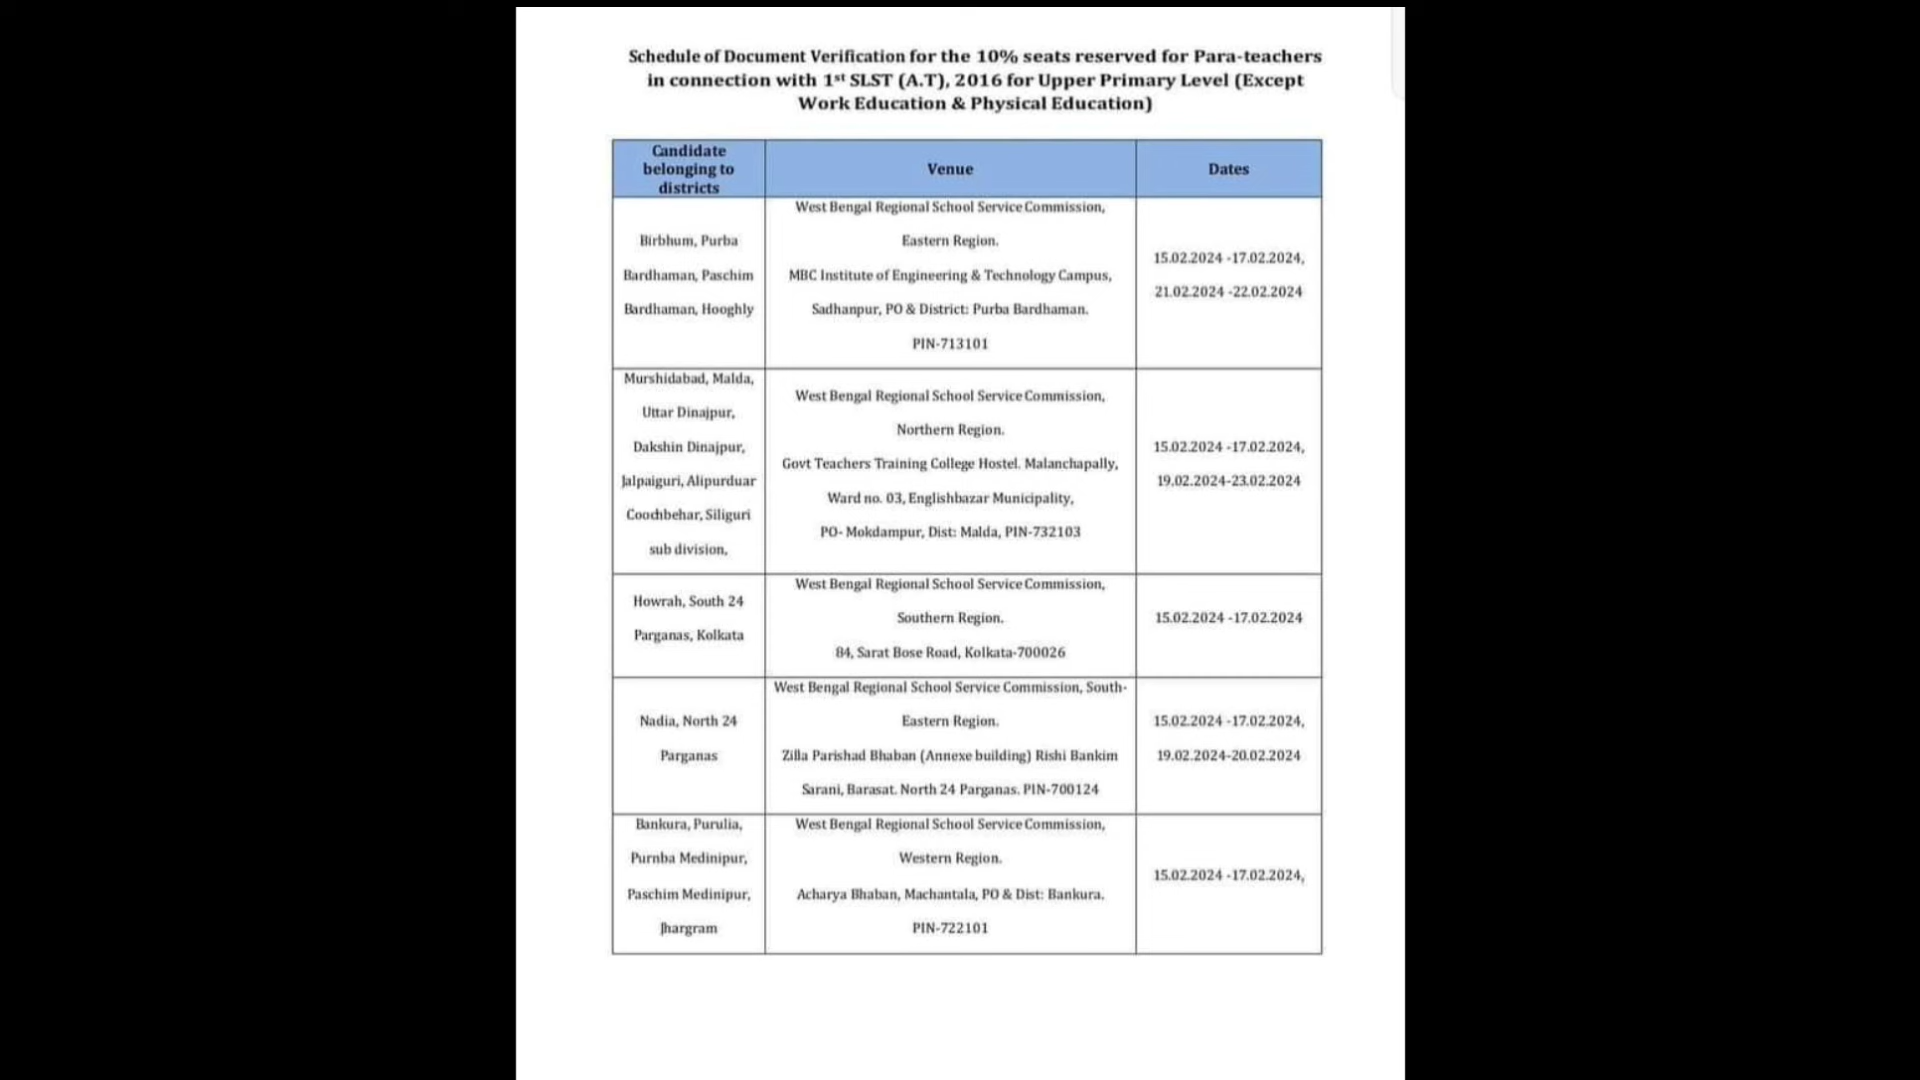 Schedule of Document Verification for the 10% seats reserved for Para-teachers
in connection with 1st SLST (A.T), 2016 for Upper Primary Level (Except
Work Education & Physical Education)
Candidate
belonging to
districts
Venue
Dates
Birbhum, Purba
Bardhaman, Paschim
Bardhaman, Hooghly
West Bengal Regional School Service Commission,
Eastern Region.
MBC Institute of Engineering & Technology Campus,
Sadhanpur, PO & District: Purba Bardhaman.
PIN-713101
15.02.2024 -17.02.2024,
21.02.2024 -22.02.2024
Murshidabad, Malda,
Uttar Dinajpur,
Dakshin Dinajpur,
Jalpaiguri, Alipurduar
Coochbehar, Siliguri
sub division,
West Bengal Regional School Service Commission,
Northern Region.
Govt Teachers Training College Hostel. Malanchapally,
Ward no. 03, Englishbazar Municipality,
PO- Mokdampur, Dist: Malda, PIN-732103
15.02.2024 -17.02.2024,
19.02.2024-23.02.2024
Howrah, South 24
Parganas, Kolkata
West Bengal Regional School Service Commission,
Southern Region.
84, Sarat Bose Road, Kolkata-700026
15.02.2024 -17.02.2024
Nadia, North 24
Parganas
West Bengal Regional School Service Commission, South-
Eastern Region.
Zilla Parishad Bhaban (Annexe building) Rishi Bankim
Sarani, Barasat. North 24 Parganas. PIN-700124
15.02.2024 -17.02.2024,
19.02.2024-20.02.2024
Bankura, Purulia,
Purnba Medinipur,
Paschim Medinipur,
Jhargram
West Bengal Regional School Service Commission,
Western Region.
Acharya Bhaban, Machantala, PO & Dist: Bankura.
PIN-722101
15.02.2024 -17.02.2024,